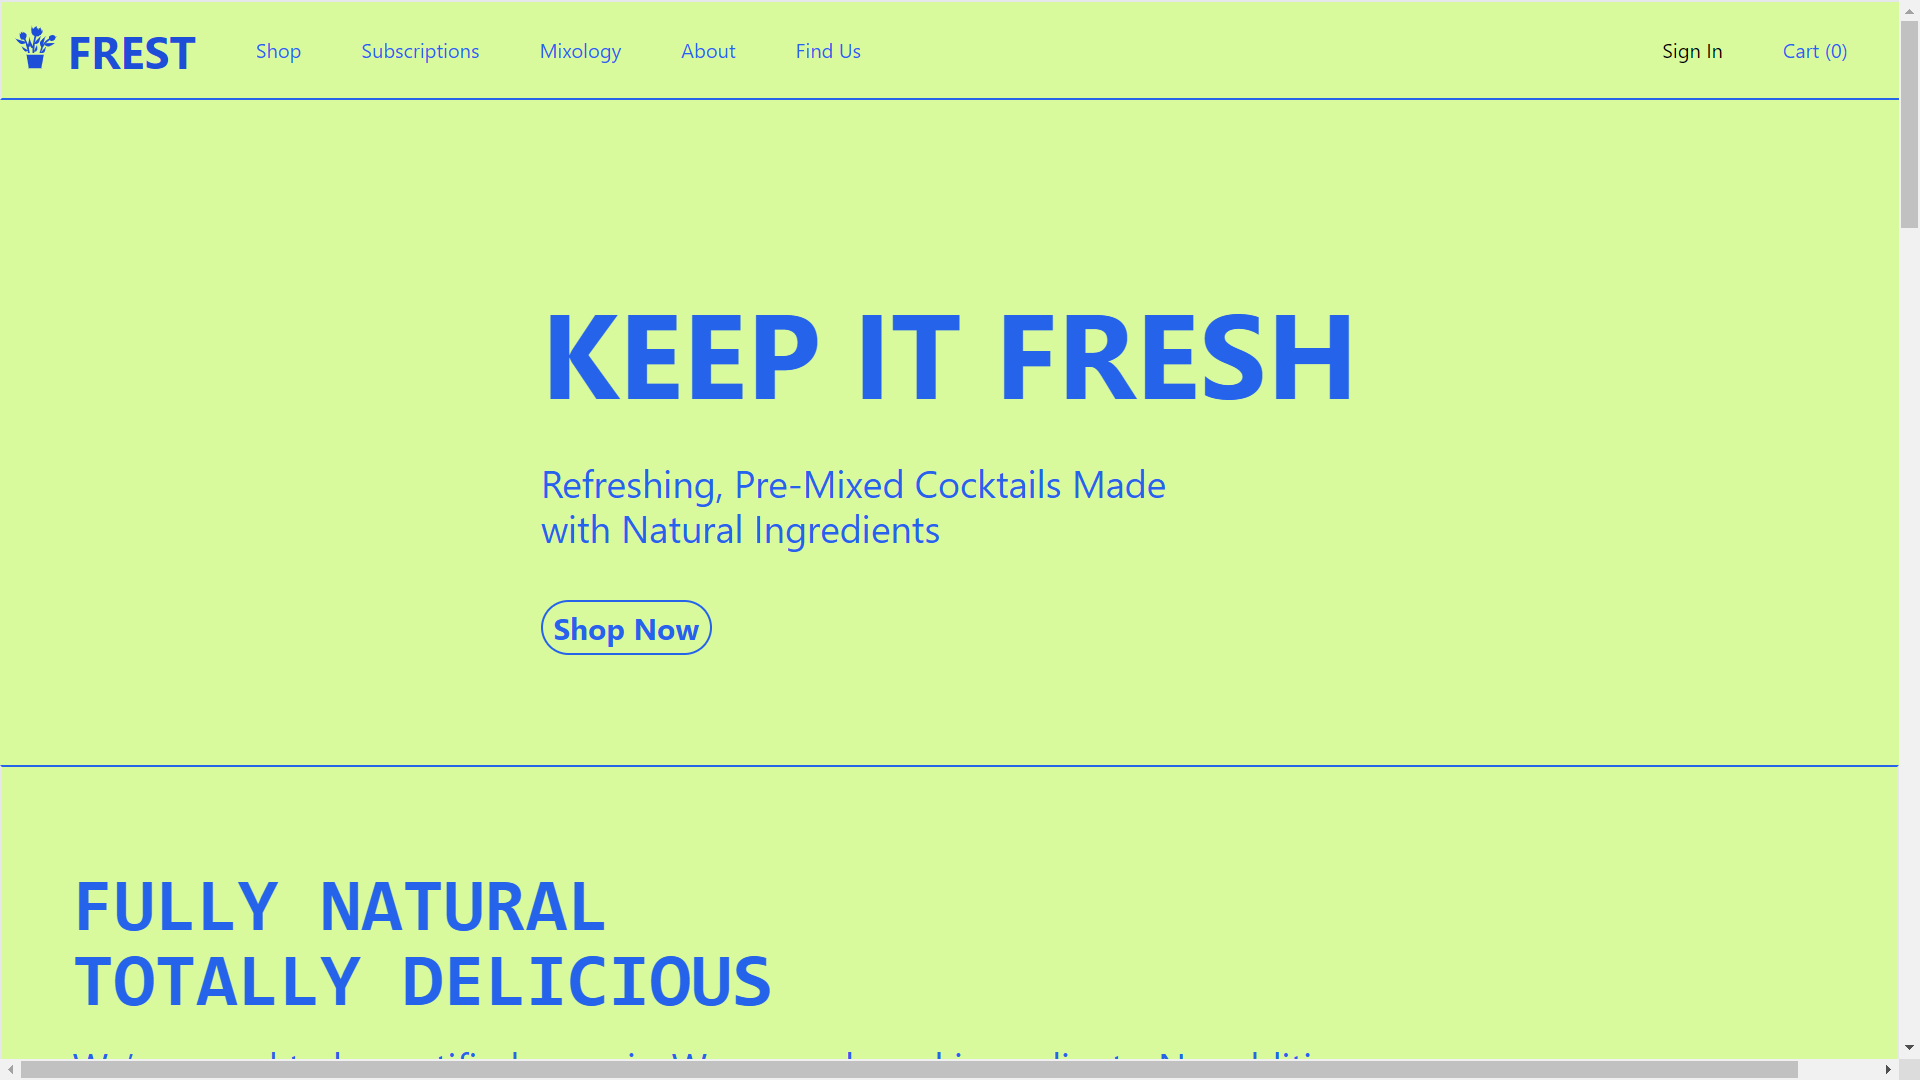 FREST
Shop
Subscriptions
Mixology
About
Find Us
Sign In
Cart (0)
KEEP IT FRESH
Refreshing, Pre-Mixed Cocktails Made
with Natural Ingredients
Shop Now
FULLY NATURAL
TOTALLY DELICIOUS